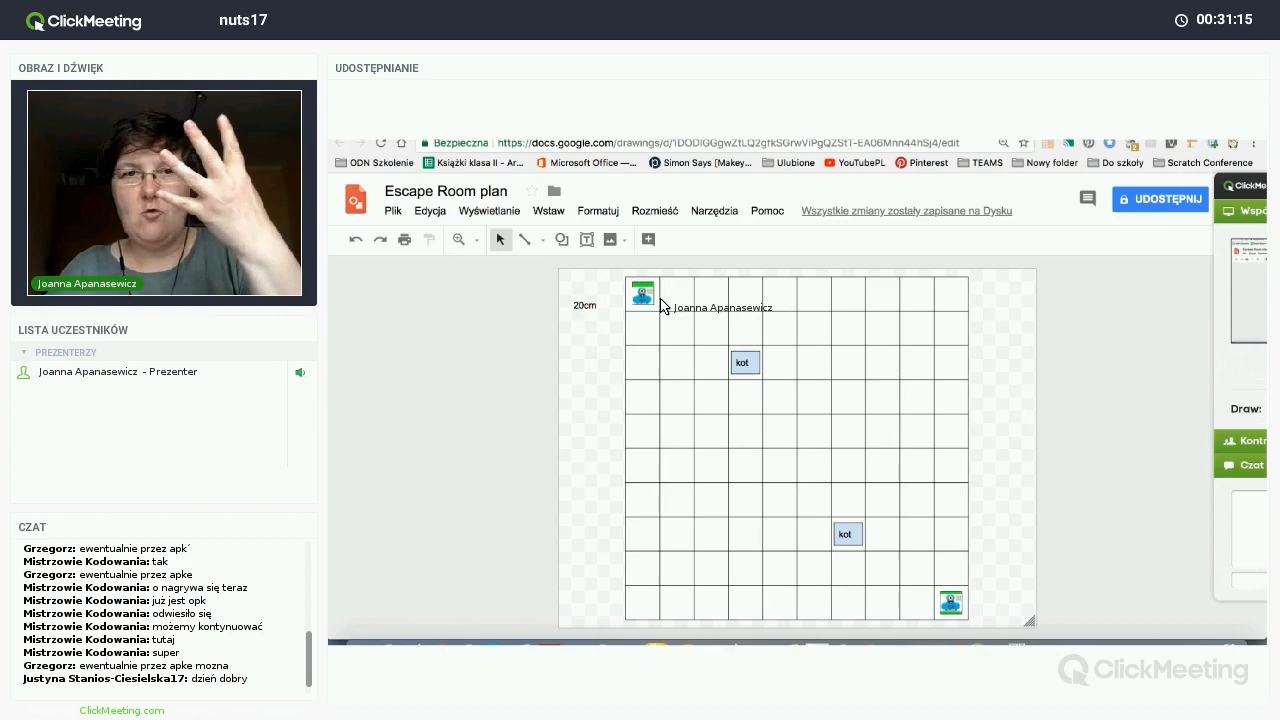 ClickMeeting
nuts17
00:31:15
OBRAZ I DŹWIĘK
Joanna Apanasewicz
LISTA UCZESTNIKÓW
PREZENTERZY
Joanna Apanasewicz - Prezenter
CZAT
Grzegorz: ewentualnie przez apk´
Mistrzowie Kodowania: tak
Grzegorz: ewentualnie przez apke
Mistrzowie Kodowania: o nagrywa się teraz
Mistrzowie Kodowania: już jest opk
Mistrzowie Kodowania: odwiesiło się
Mistrzowie Kodowania: możemy kontynuować
Mistrzowie Kodowania: tutaj
Mistrzowie Kodowania: super
Grzegorz: ewentualnie przez apke mozna
Justyna Stanios-Ciesielska17: dzień dobry
ClickMeeting.com
UDOSTĘPNIANIE
Bezpieczna
ODN Szkolenie Książki klasa II - Ar... Microsoft Office —... Simon Says (Makey... Ulubione YouTubePL Pinterest TEAMS Nowy folder Do szkoły Scratch Conference
Escape Room plan
Plik Edycja Wyświetlanie Wstaw Formatuj Rozmieść Narzędzia Pomoc Wszystkie zmiany zostały zapisane na Dysku
UDOSTĘPNIJ
20cm
Joanna Apanasewicz
kot
kot
Draw:
Kontr
Czat
ClickMeeting